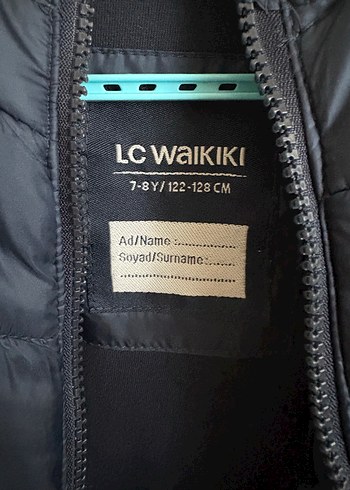 LC WAIKIKI
7-8 Y/ 122-128 CM
Ad/Name :............
Soyad/Surname:.......
........................